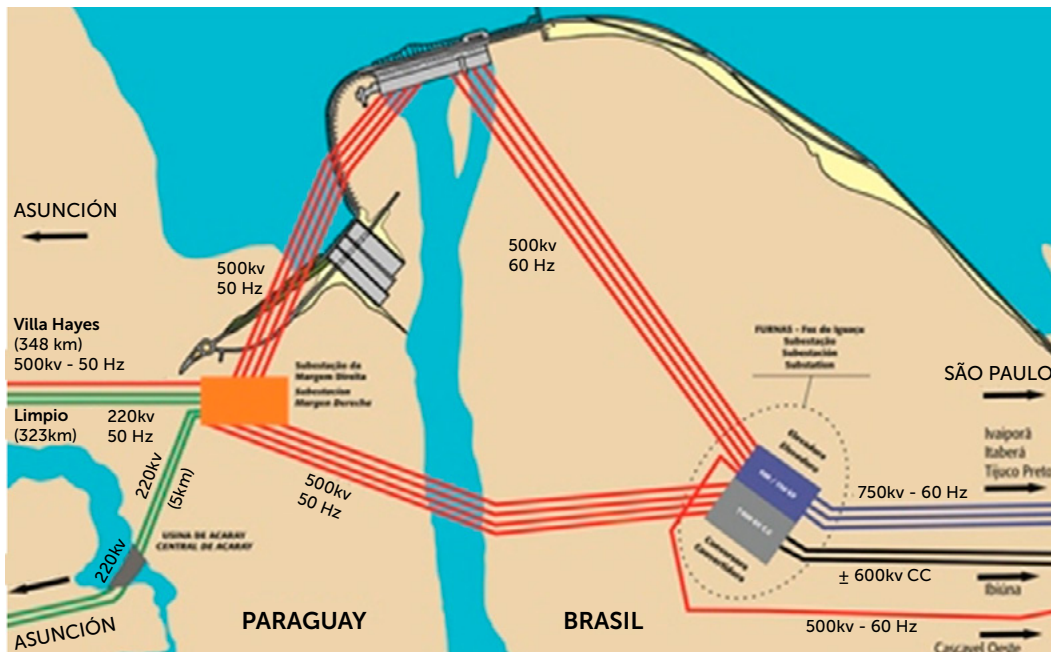 ASUNCIÓN
500kv
50 Hz
500kv
60 Hz
Villa Hayes
(348 km)
500kv - 50 Hz
Limpio
(323km)
220kv
50 Hz
Subestação da
Margem Direita
Subestacion
Margen Derecha
220kv
(5km)
500kv
50 Hz
USINA DE ACARAY
CENTRAL DE ACARAY
220kv
ASUNCIÓN
PARAGUAY
BRASIL
FURNAS - Foz do Iguaçu
Subestação
Subestación
Substation
SÃO PAULO
Ivaiporã
Itaberá
Tijuco Preto
Elevadora
Elevadora
750kv - 60 Hz
Conversora
Convertidora
± 600kv CC
Ibiúna
500kv - 60 Hz
Cascavel Oeste